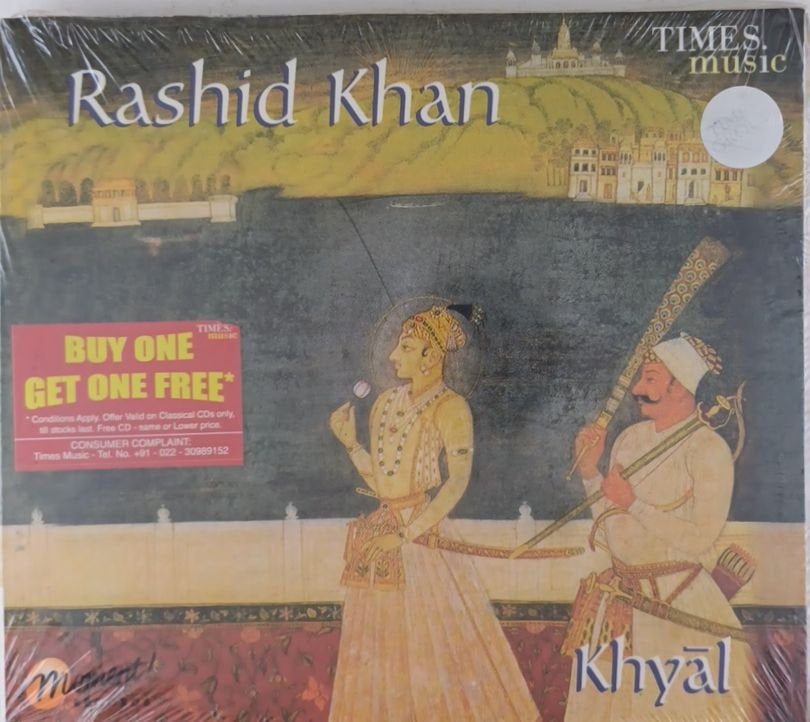 TIMES.
music
Rashid Khan
TIMES.
music
BUY ONE
GET ONE FREE*
* Conditions Apply. Offer Valid on Classical CDs only,
till stocks last. Free CD - same or Lower price.
CONSUMER COMPLAINT:
Times Music - Tel. No. +91 - 022 - 30989152
Khyāl
Moment!